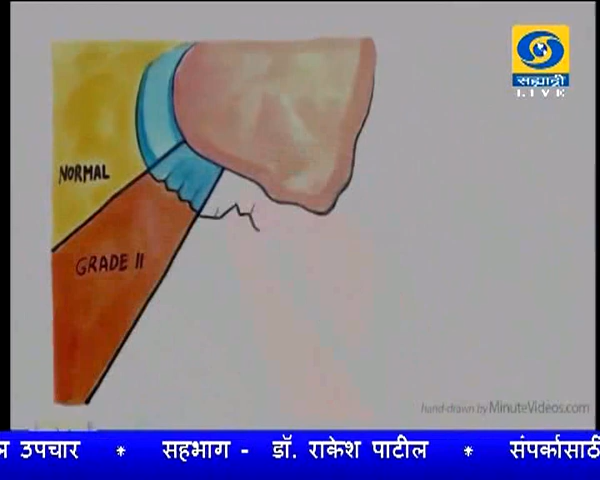 सह्याद्री
LIVE
NORMAL
GRADE II
hand-drawn by MinuteVideos.com
उपचार * सहभाग - डॉ. राकेश पाटील * संपर्कासाठी